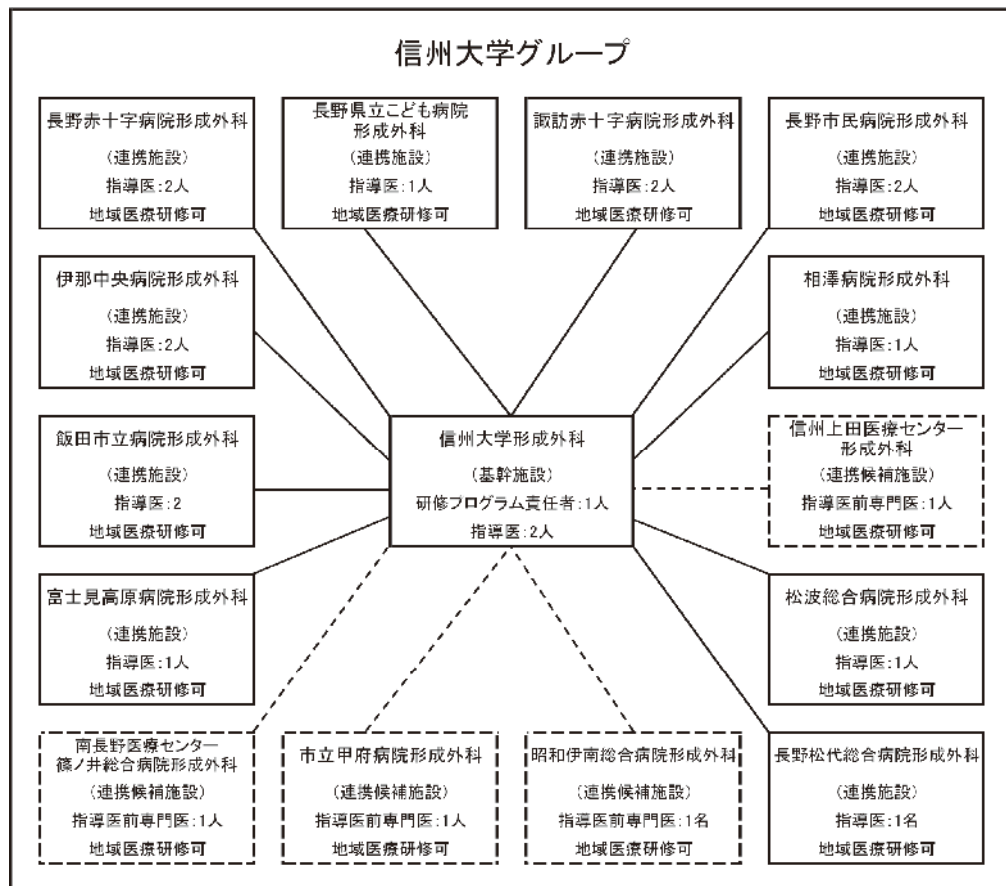 信州大学グループ
長野赤十字病院形成外科
(連携施設)
指導医:2人
地域医療研修可
長野県立こども病院
形成外科
(連携施設)
指導医:1人
地域医療研修可
諏訪赤十字病院形成外科
(連携施設)
指導医:2人
地域医療研修可
長野市民病院形成外科
(連携施設)
指導医:2人
地域医療研修可
伊那中央病院形成外科
(連携施設)
指導医:2人
地域医療研修可
相澤病院形成外科
(連携施設)
指導医:1人
地域医療研修可
飯田市立病院形成外科
(連携施設)
指導医:2
地域医療研修可
信州大学形成外科
(基幹施設)
研修プログラム責任者:1人
指導医:2人
信州上田医療センター
形成外科
(連携候補施設)
指導医前専門医:1人
地域医療研修可
富士見高原病院形成外科
(連携施設)
指導医:1人
地域医療研修可
松波総合病院形成外科
(連携施設)
指導医:1人
地域医療研修可
南長野医療センター
篠ノ井総合病院形成外科
(連携候補施設)
指導医前専門医:1人
地域医療研修可
市立甲府病院形成外科
(連携候補施設)
指導医前専門医:1人
地域医療研修可
昭和伊南総合病院形成外科
(連携候補施設)
指導医前専門医:1名
地域医療研修可
長野松代総合病院形成外科
(連携施設)
指導医:1名
地域医療研修可